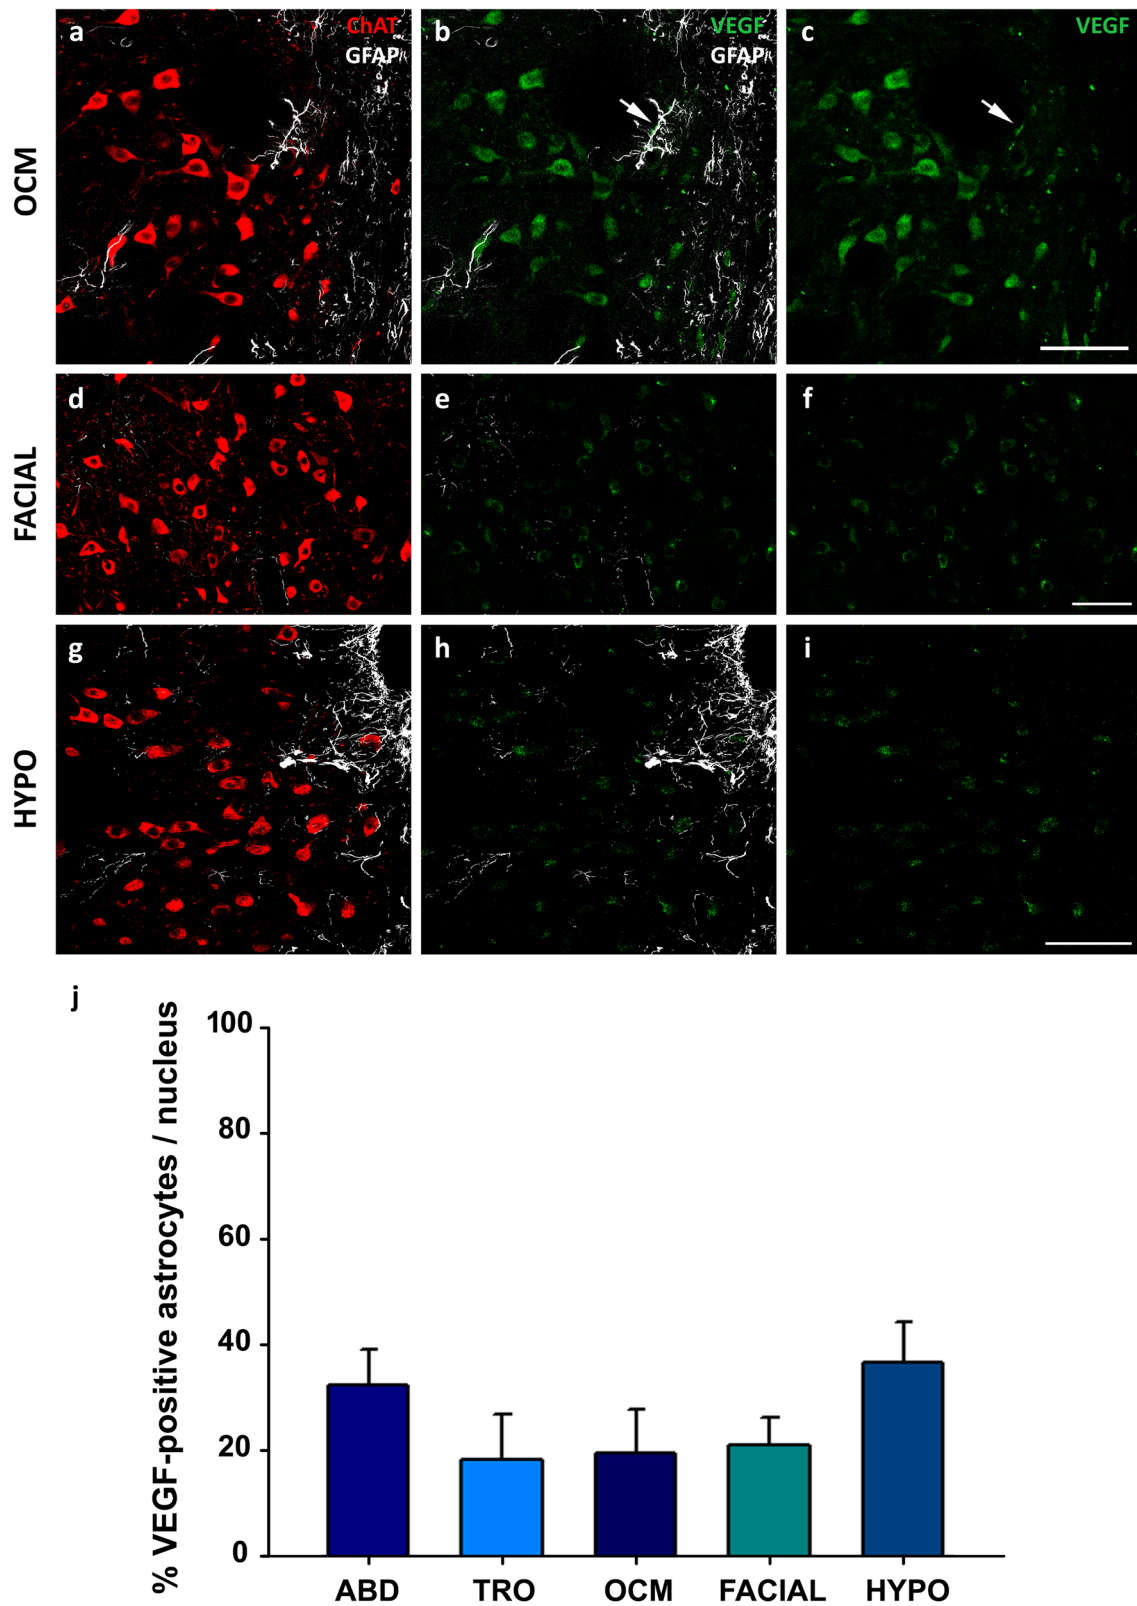 a
ChAT
GFAP
b
VEGF
GFAP
c
VEGF
OCM
d
e
f
FACIAL
g
h
i
HYPO
j
% VEGF-positive astrocytes / nucleus
100
80
60
40
20
0
ABD TRO OCM FACIAL HYPO